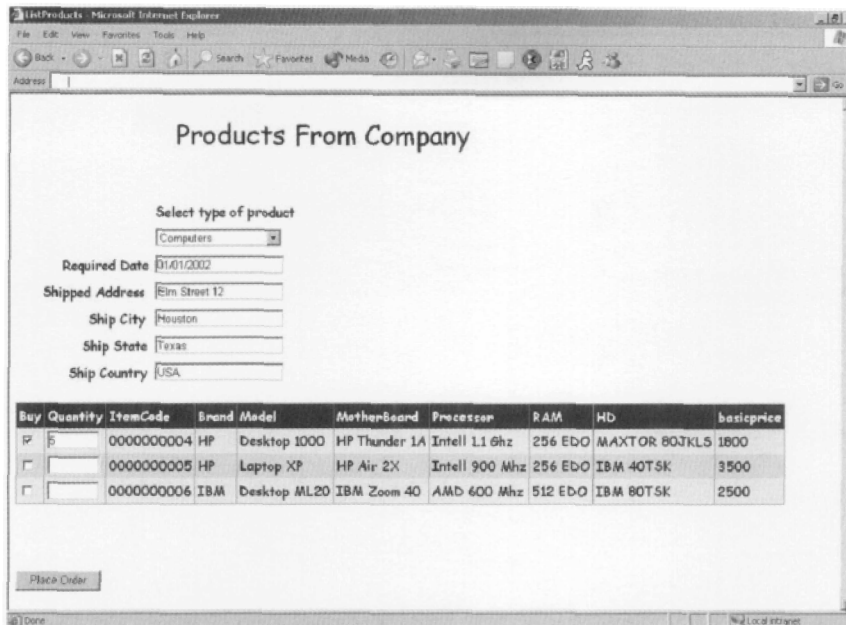 ListProducts - Microsoft Internet Explorer
File Edit View Favorites Tools Help
Back Search Favorites Media
Address Go
Products From Company
Select type of product
Computers
Required Date 01/01/2002
Shipped Address Elm Street 12
Ship City Houston
Ship State Texas
Ship Country USA
Buy Quantity ItemCode Brand Model MotherBoard Processor RAM HD basicprice
5 0000000004 HP Desktop 1000 HP Thunder 1A Intell 1.1 Ghz 256 EDO MAXTOR 80JKLS 1800
0000000005 HP Laptop XP HP Air 2X Intell 900 Mhz 256 EDO IBM 40TSK 3500
0000000006 IBM Desktop ML20 IBM Zoom 40 AMD 600 Mhz 512 EDO IBM 80TSK 2500
Place Order
Done Local intranet